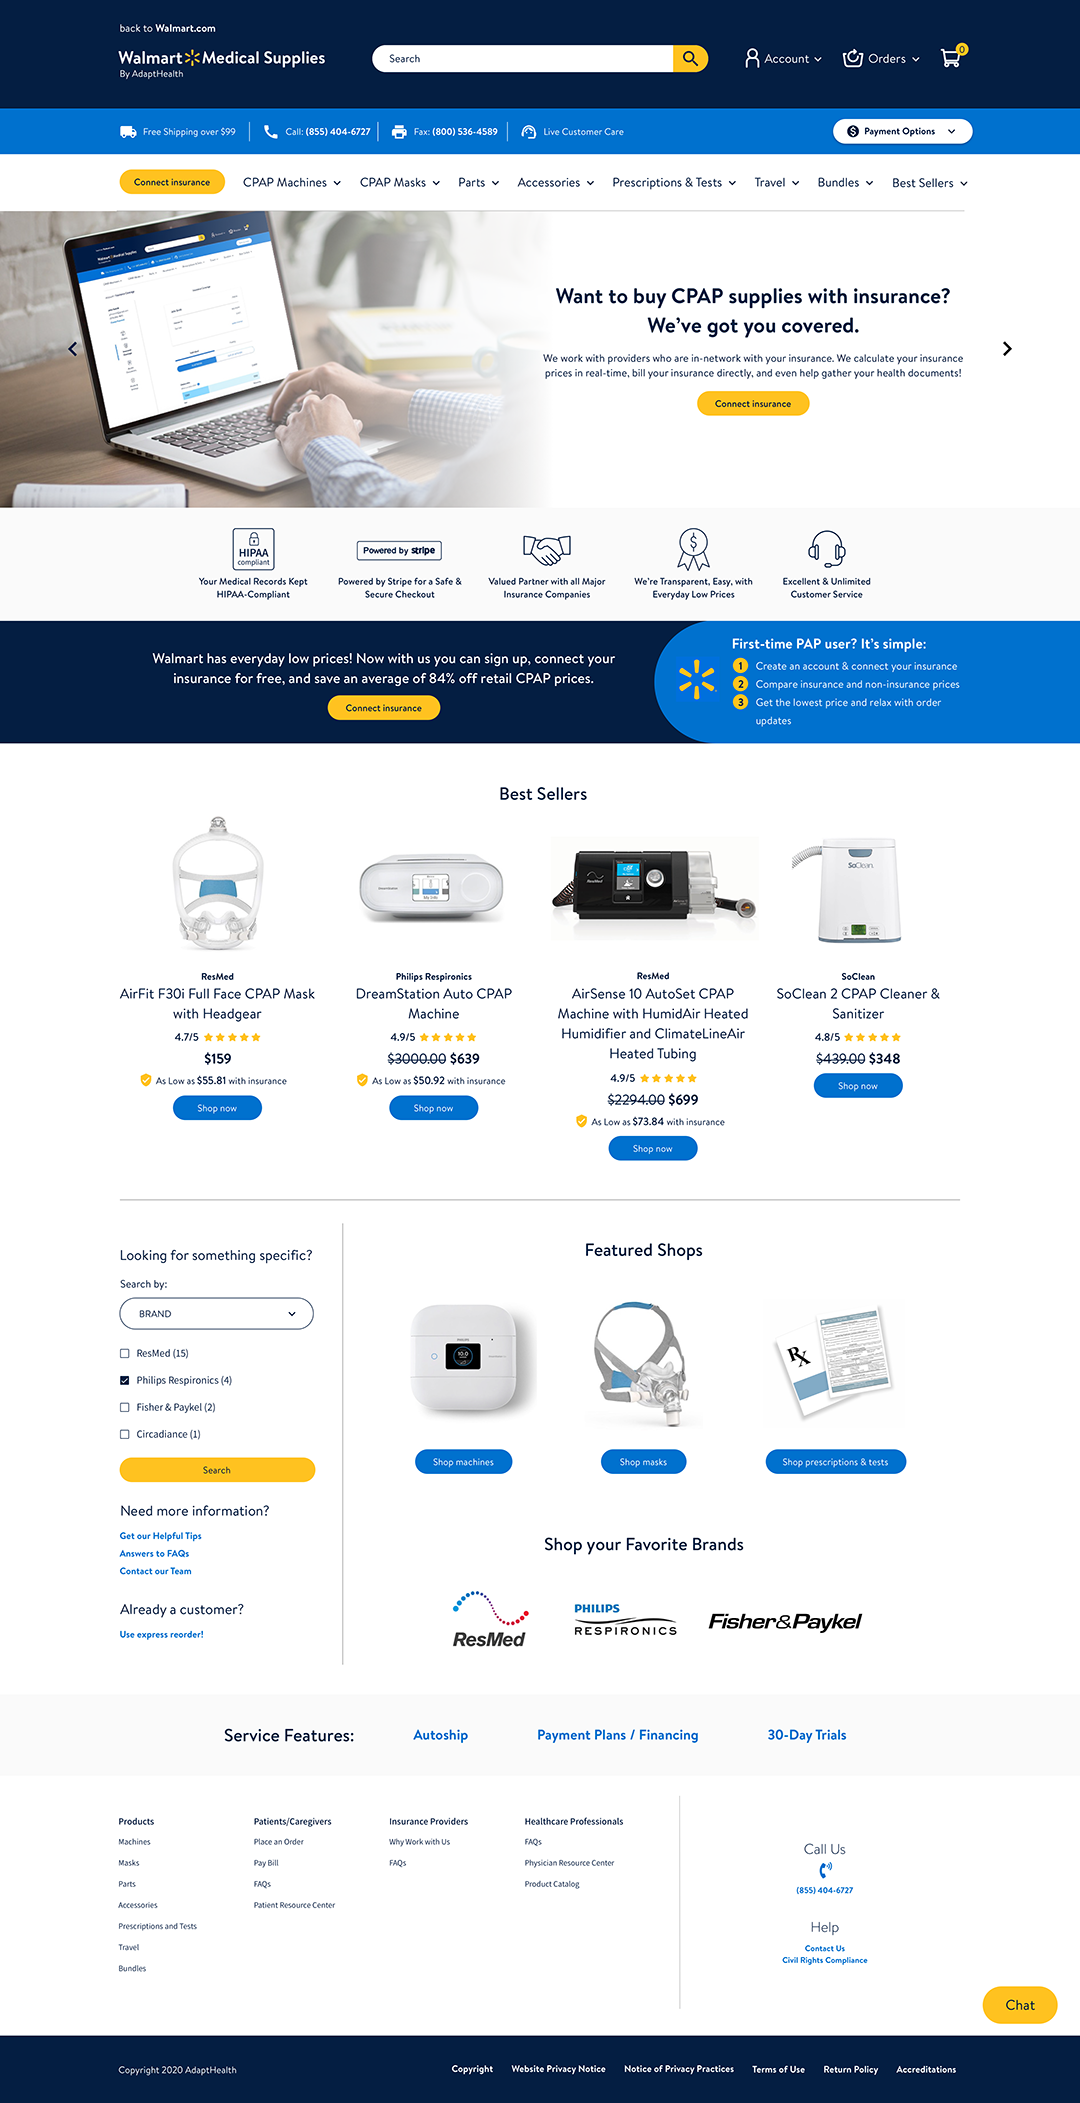 back to Walmart.com
Walmart Medical Supplies
By AdaptHealth
Search
Account
Orders
0
Free Shipping over $99
Call: (855) 404-6727
Fax: (800) 536-4589
Live Customer Care
Payment Options
Connect insurance
CPAP Machines
CPAP Masks
Parts
Accessories
Prescriptions & Tests
Travel
Bundles
Best Sellers
Want to buy CPAP supplies with insurance?
We've got you covered.
We work with providers who are in-network with your insurance. We calculate your insurance
prices in real-time, bill your insurance directly, and even help gather your health documents!
Connect insurance
HIPAA
compliant
Your Medical Records Kept
HIPAA-Compliant
Powered by stripe
Powered by Stripe for a Safe &
Secure Checkout
Valued Partner with all Major
Insurance Companies
We're Transparent, Easy, with
Everyday Low Prices
Excellent & Unlimited
Customer Service
Walmart has everyday low prices! Now with us you can sign up, connect your
insurance for free, and save an average of 84% off retail CPAP prices.
Connect insurance
First-time PAP user? It's simple:
1 Create an account & connect your insurance
2 Compare insurance and non-insurance prices
3 Get the lowest price and relax with order
updates
Best Sellers
ResMed
AirFit F30i Full Face CPAP Mask
with Headgear
4.7/5
$159
As Low as $55.81 with insurance
Shop now
Philips Respironics
DreamStation Auto CPAP
Machine
4.9/5
$3000.00 $639
As Low as $50.92 with insurance
Shop now
ResMed
ResMed
AirSense 10 AutoSet CPAP
Machine with HumidAir Heated
Humidifier and ClimateLineAir
Heated Tubing
4.9/5
$2294.00 $699
As Low as $73.84 with insurance
Shop now
SoClean
SoClean
SoClean 2 CPAP Cleaner &
Sanitizer
4.8/5
$439.00 $348
Shop now
Looking for something specific?
Search by:
BRAND
ResMed (15)
Philips Respironics (4)
Fisher & Paykel (2)
Circadiance (1)
Search
Need more information?
Get our Helpful Tips
Answers to FAQs
Contact our Team
Already a customer?
Use express reorder!
Featured Shops
PHILIPS
10.0
Rx
Shop machines
Shop masks
Shop prescriptions & tests
Shop your Favorite Brands
ResMed
PHILIPS
RESPIRONICS
Fisher&Paykel
Service Features:
Autoship
Payment Plans / Financing
30-Day Trials
Products
Machines
Masks
Parts
Accessories
Prescriptions and Tests
Travel
Bundles
Patients/Caregivers
Place an Order
Pay Bill
FAQs
Patient Resource Center
Insurance Providers
Why Work with Us
FAQs
Healthcare Professionals
FAQs
Physician Resource Center
Product Catalog
Call Us
(855) 404-6727
Help
Contact Us
Civil Rights Compliance
Chat
Copyright 2020 AdaptHealth
Copyright
Website Privacy Notice
Notice of Privacy Practices
Terms of Use
Return Policy
Accreditations